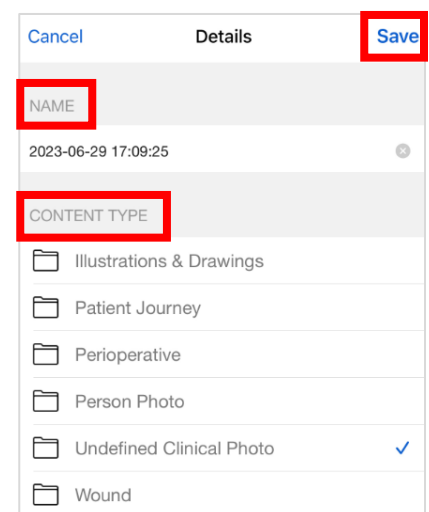 Cancel Details Save
NAME
2023-06-29 17:09:25
CONTENT TYPE
Illustrations & Drawings
Patient Journey
Perioperative
Person Photo
Undefined Clinical Photo
Wound